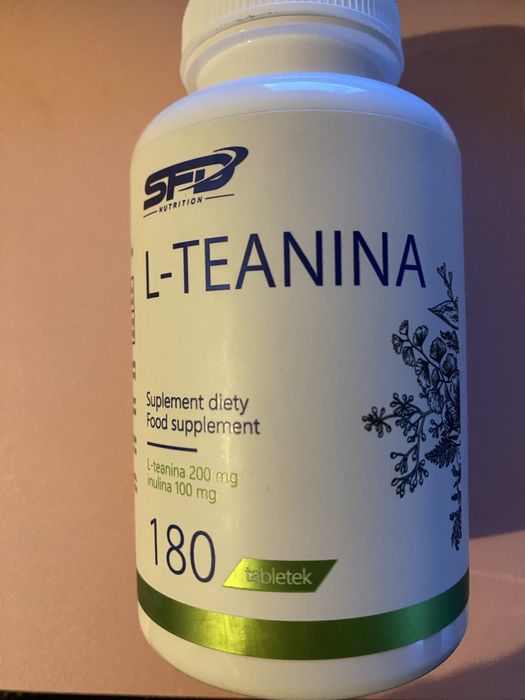 SFD
NUTRITION
L-TEANINA
Suplement diety
Food supplement
L-teanina 200 mg
inulina 100 mg
180 tabletek